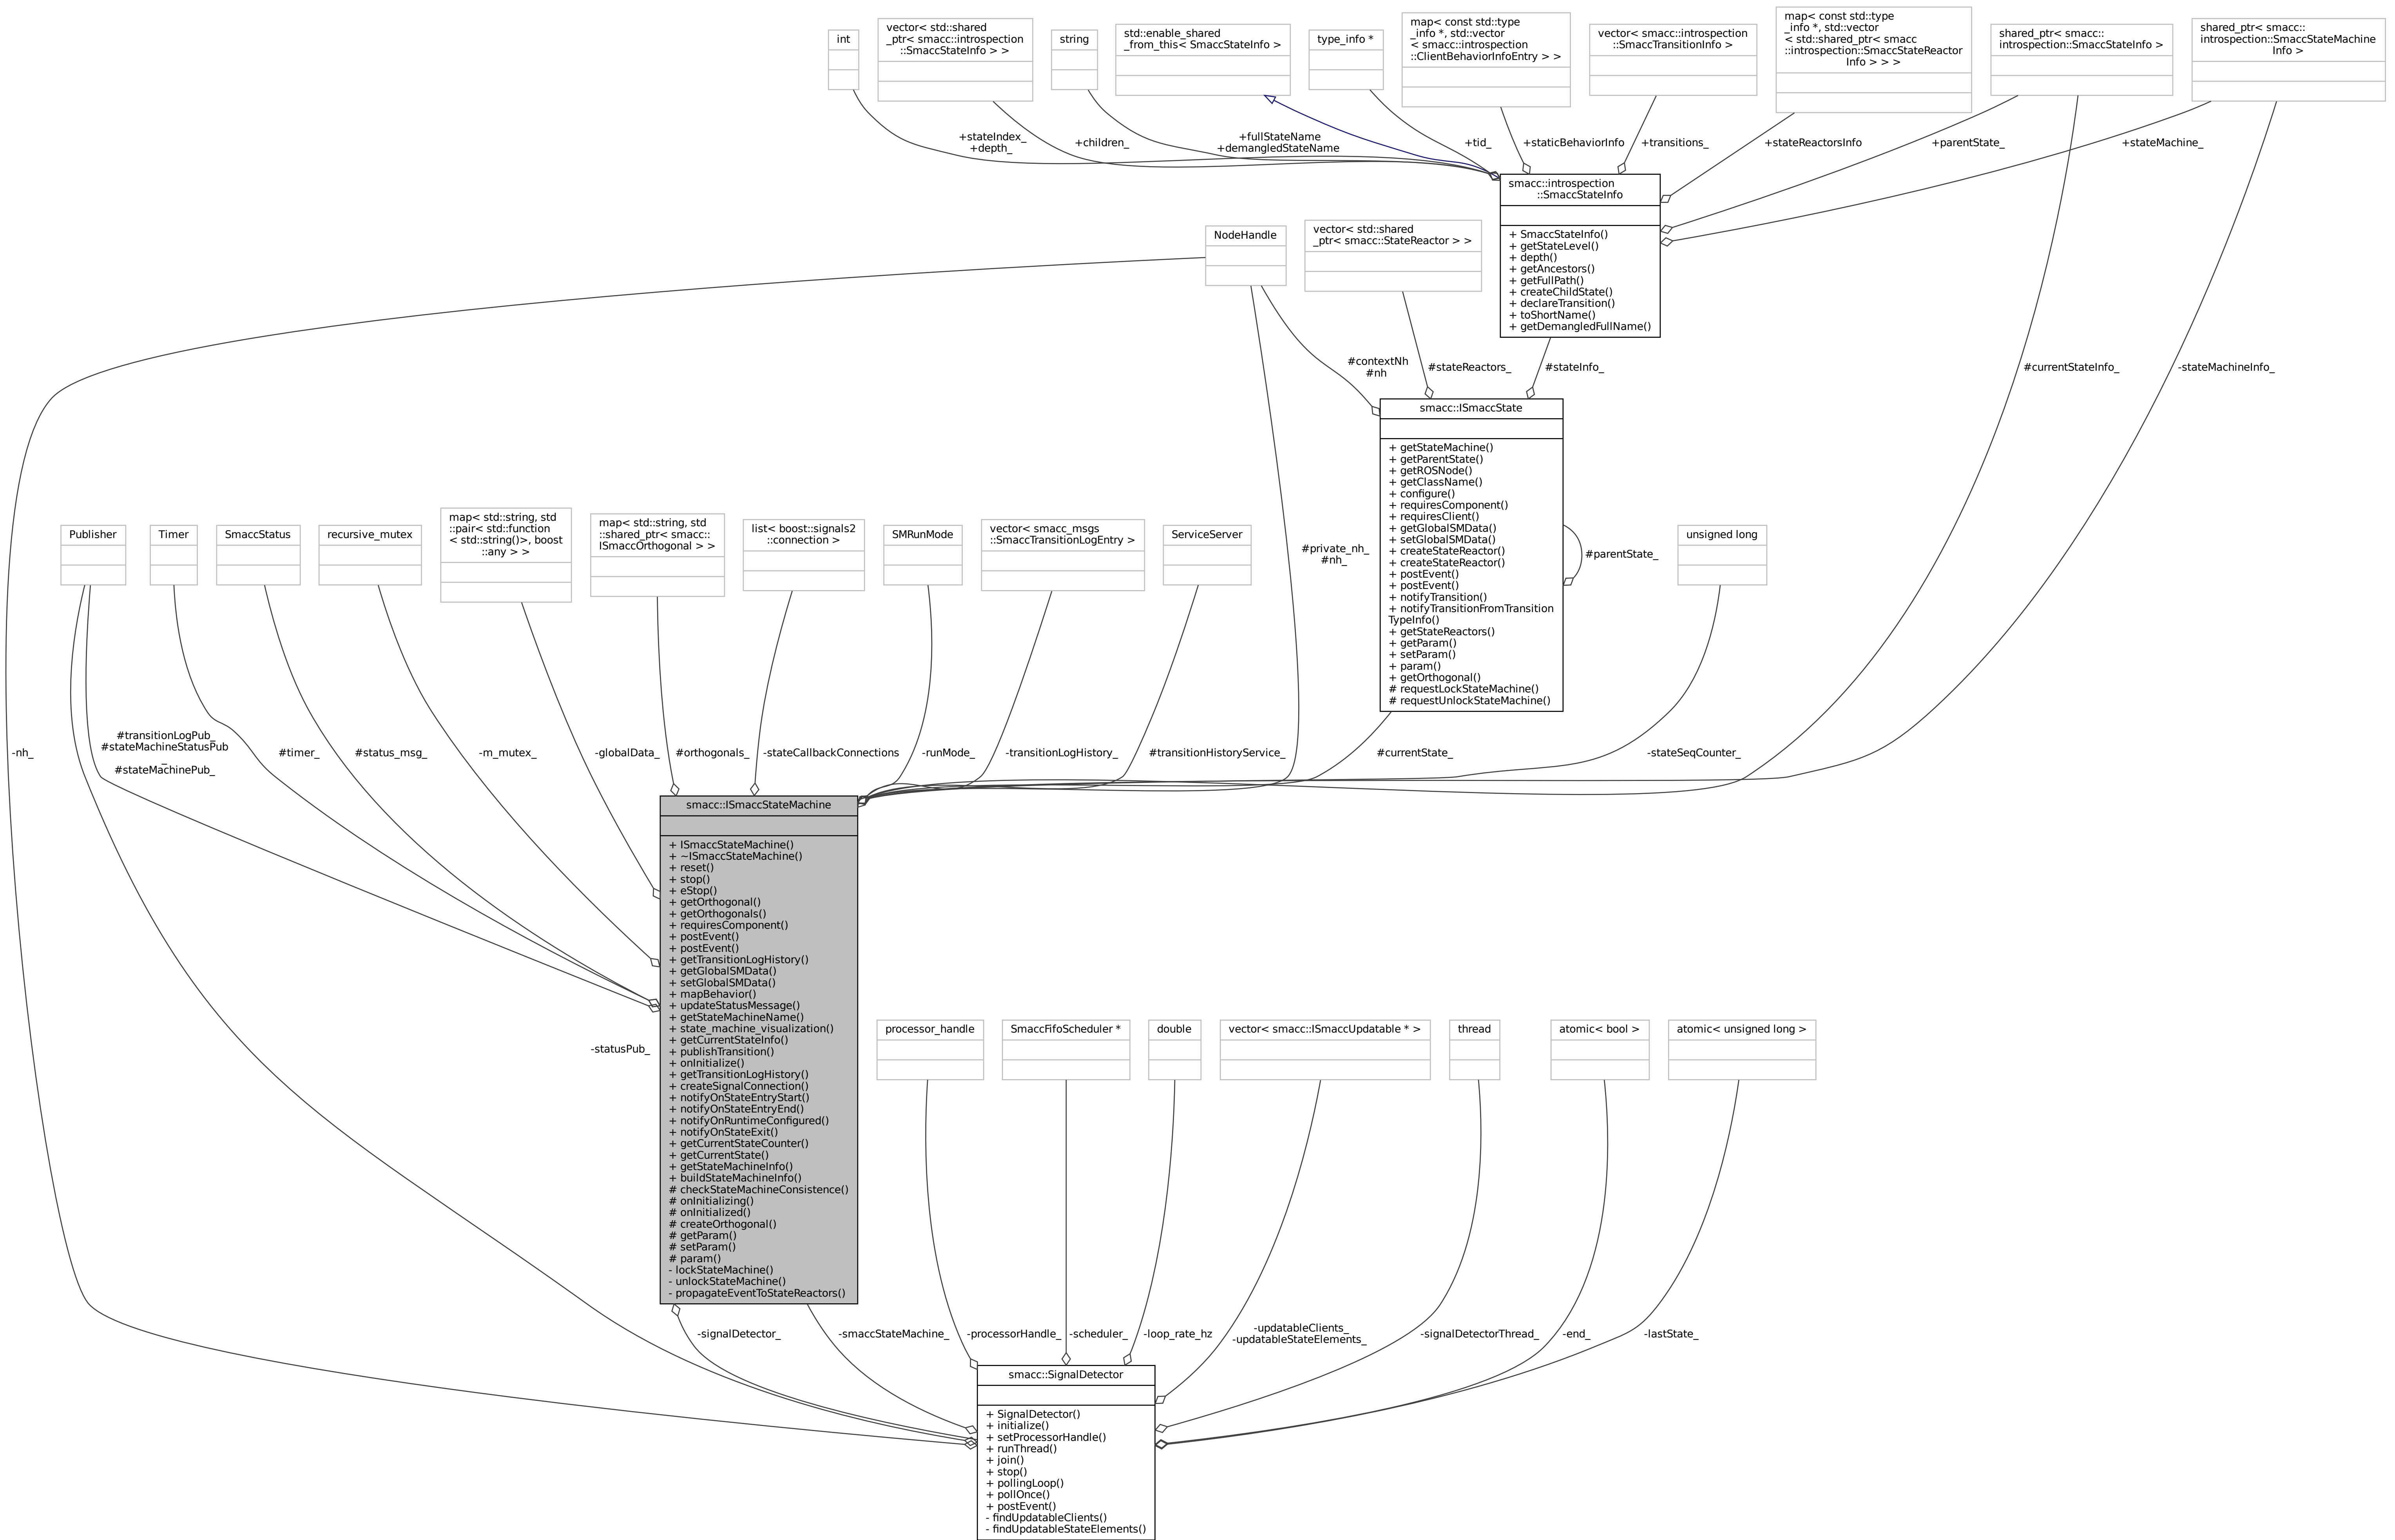 int
vector< std::shared
_ptr< smacc::introspection
::SmaccStateInfo > >
string
std::enable_shared
_from_this< SmaccStateInfo >
type_info *
map< const std::type
_info *, std::vector
< smacc::introspection
::ClientBehaviorInfoEntry > >
vector< smacc::introspection
::SmaccTransitionInfo >
map< const std::type
_info *, std::vector
< std::shared_ptr< smacc
::introspection::SmaccStateReactor
Info > > >
shared_ptr< smacc::
introspection::SmaccStateInfo >
shared_ptr< smacc::
introspection::SmaccStateMachine
Info >
+stateIndex_
+depth_
+children_
+fullStateName
+demangledStateName
+tid_
+staticBehaviorInfo
+transitions_
+stateReactorsInfo
+parentState_
+stateMachine_
smacc::introspection
::SmaccStateInfo
+ SmaccStateInfo()
+ getStateLevel()
+ depth()
+ getAncestors()
+ getFullPath()
+ createChildState()
+ declareTransition()
+ toShortName()
+ getDemangledFullName()
NodeHandle
vector< std::shared
_ptr< smacc::StateReactor > >
#contextNh
#nh
#stateReactors_
#stateInfo_
#currentStateInfo_
-stateMachineInfo_
smacc::ISmaccState
+ getStateMachine()
+ getParentState()
+ getROSNode()
+ getClassName()
+ configure()
+ requiresComponent()
+ requiresClient()
+ getGlobalSMData()
+ setGlobalSMData()
+ createStateReactor()
+ createStateReactor()
+ postEvent()
+ postEvent()
+ notifyTransition()
+ notifyTransitionFromTransition
TypeInfo()
+ getStateReactors()
+ getParam()
+ setParam()
+ param()
+ getOrthogonal()
# requestLockStateMachine()
# requestUnlockStateMachine()
#parentState_
Publisher
Timer
SmaccStatus
recursive_mutex
map< std::string, std
::pair< std::function
< std::string()>, boost
::any > >
map< std::string, std
::shared_ptr< smacc::
ISmaccOrthogonal > >
list< boost::signals2
::connection >
SMRunMode
vector< smacc_msgs
::SmaccTransitionLogEntry >
ServiceServer
#private_nh_
#nh_
unsigned long
-nh_
#transitionLogPub_
#stateMachineStatusPub
_
#stateMachinePub_
#timer_
#status_msg_
-m_mutex_
-globalData_
#orthogonals_
-stateCallbackConnections
-runMode_
-transitionLogHistory_
#transitionHistoryService_
#currentState_
-stateSeqCounter_
smacc::ISmaccStateMachine
+ ISmaccStateMachine()
+ ~ISmaccStateMachine()
+ reset()
+ stop()
+ eStop()
+ getOrthogonal()
+ getOrthogonals()
+ requiresComponent()
+ postEvent()
+ postEvent()
+ getTransitionLogHistory()
+ getGlobalSMData()
+ setGlobalSMData()
+ mapBehavior()
+ updateStatusMessage()
+ getStateMachineName()
+ state_machine_visualization()
+ getCurrentStateInfo()
+ publishTransition()
+ onInitialize()
+ getTransitionLogHistory()
+ createSignalConnection()
+ notifyOnStateEntryStart()
+ notifyOnStateEntryEnd()
+ notifyOnRuntimeConfigured()
+ notifyOnStateExit()
+ getCurrentStateCounter()
+ getCurrentState()
+ getStateMachineInfo()
+ buildStateMachineInfo()
# checkStateMachineConsistence()
# onInitializing()
# onInitialized()
# createOrthogonal()
# getParam()
# setParam()
# param()
- lockStateMachine()
- unlockStateMachine()
- propagateEventToStateReactors()
-statusPub_
processor_handle
SmaccFifoScheduler *
double
vector< smacc::ISmaccUpdatable * >
thread
atomic< bool >
atomic< unsigned long >
-signalDetector_
-smaccStateMachine_
-processorHandle_
-scheduler_
-loop_rate_hz
-updatableClients_
-updatableStateElements_
-signalDetectorThread_
-end_
-lastState_
smacc::SignalDetector
+ SignalDetector()
+ initialize()
+ setProcessorHandle()
+ runThread()
+ join()
+ stop()
+ pollingLoop()
+ pollOnce()
+ postEvent()
- findUpdatableClients()
- findUpdatableStateElements()